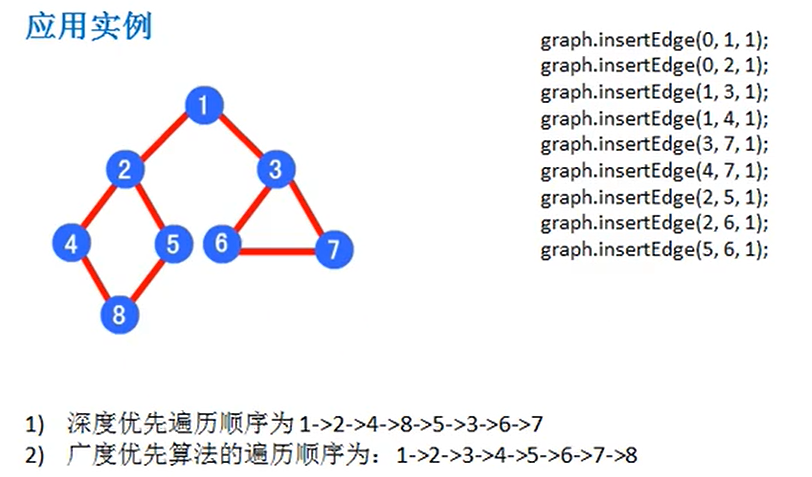 应用实例
graph.insertEdge(0, 1, 1);
graph.insertEdge(0, 2, 1);
graph.insertEdge(1, 3, 1);
graph.insertEdge(1, 4, 1);
graph.insertEdge(3, 7, 1);
graph.insertEdge(4, 7, 1);
graph.insertEdge(2, 5, 1);
graph.insertEdge(2, 6, 1);
graph.insertEdge(5, 6, 1);
1
2 3
4 5 6 7
8
1) 深度优先遍历顺序为 1->2->4->8->5->3->6->7
2) 广度优先算法的遍历顺序为：1->2->3->4->5->6->7->8